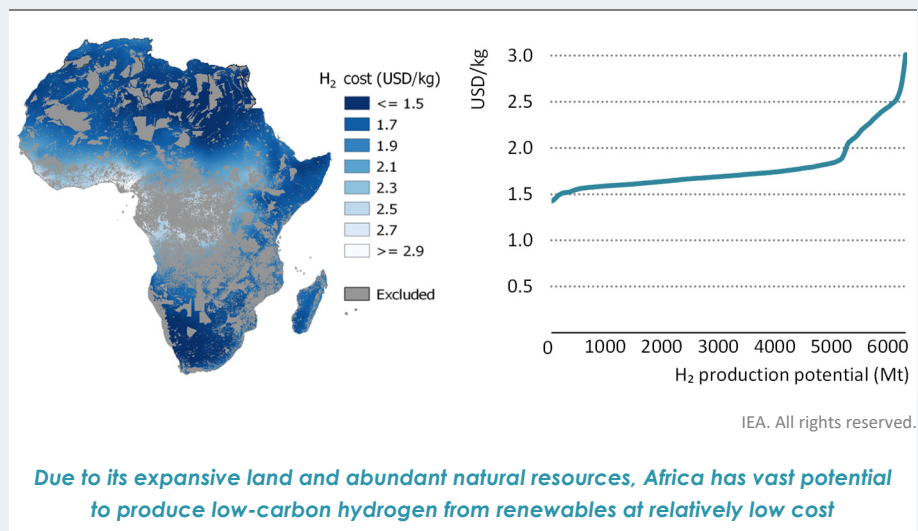 H₂ cost (USD/kg)
<= 1.5
1.7
1.9
2.1
2.3
2.5
2.7
>= 2.9
Excluded
USD/kg
3.0
2.5
2.0
1.5
1.0
0.5
0 1000 2000 3000 4000 5000 6000
H₂ production potential (Mt)
IEA. All rights reserved.
Due to its expansive land and abundant natural resources, Africa has vast potential
to produce low-carbon hydrogen from renewables at relatively low cost